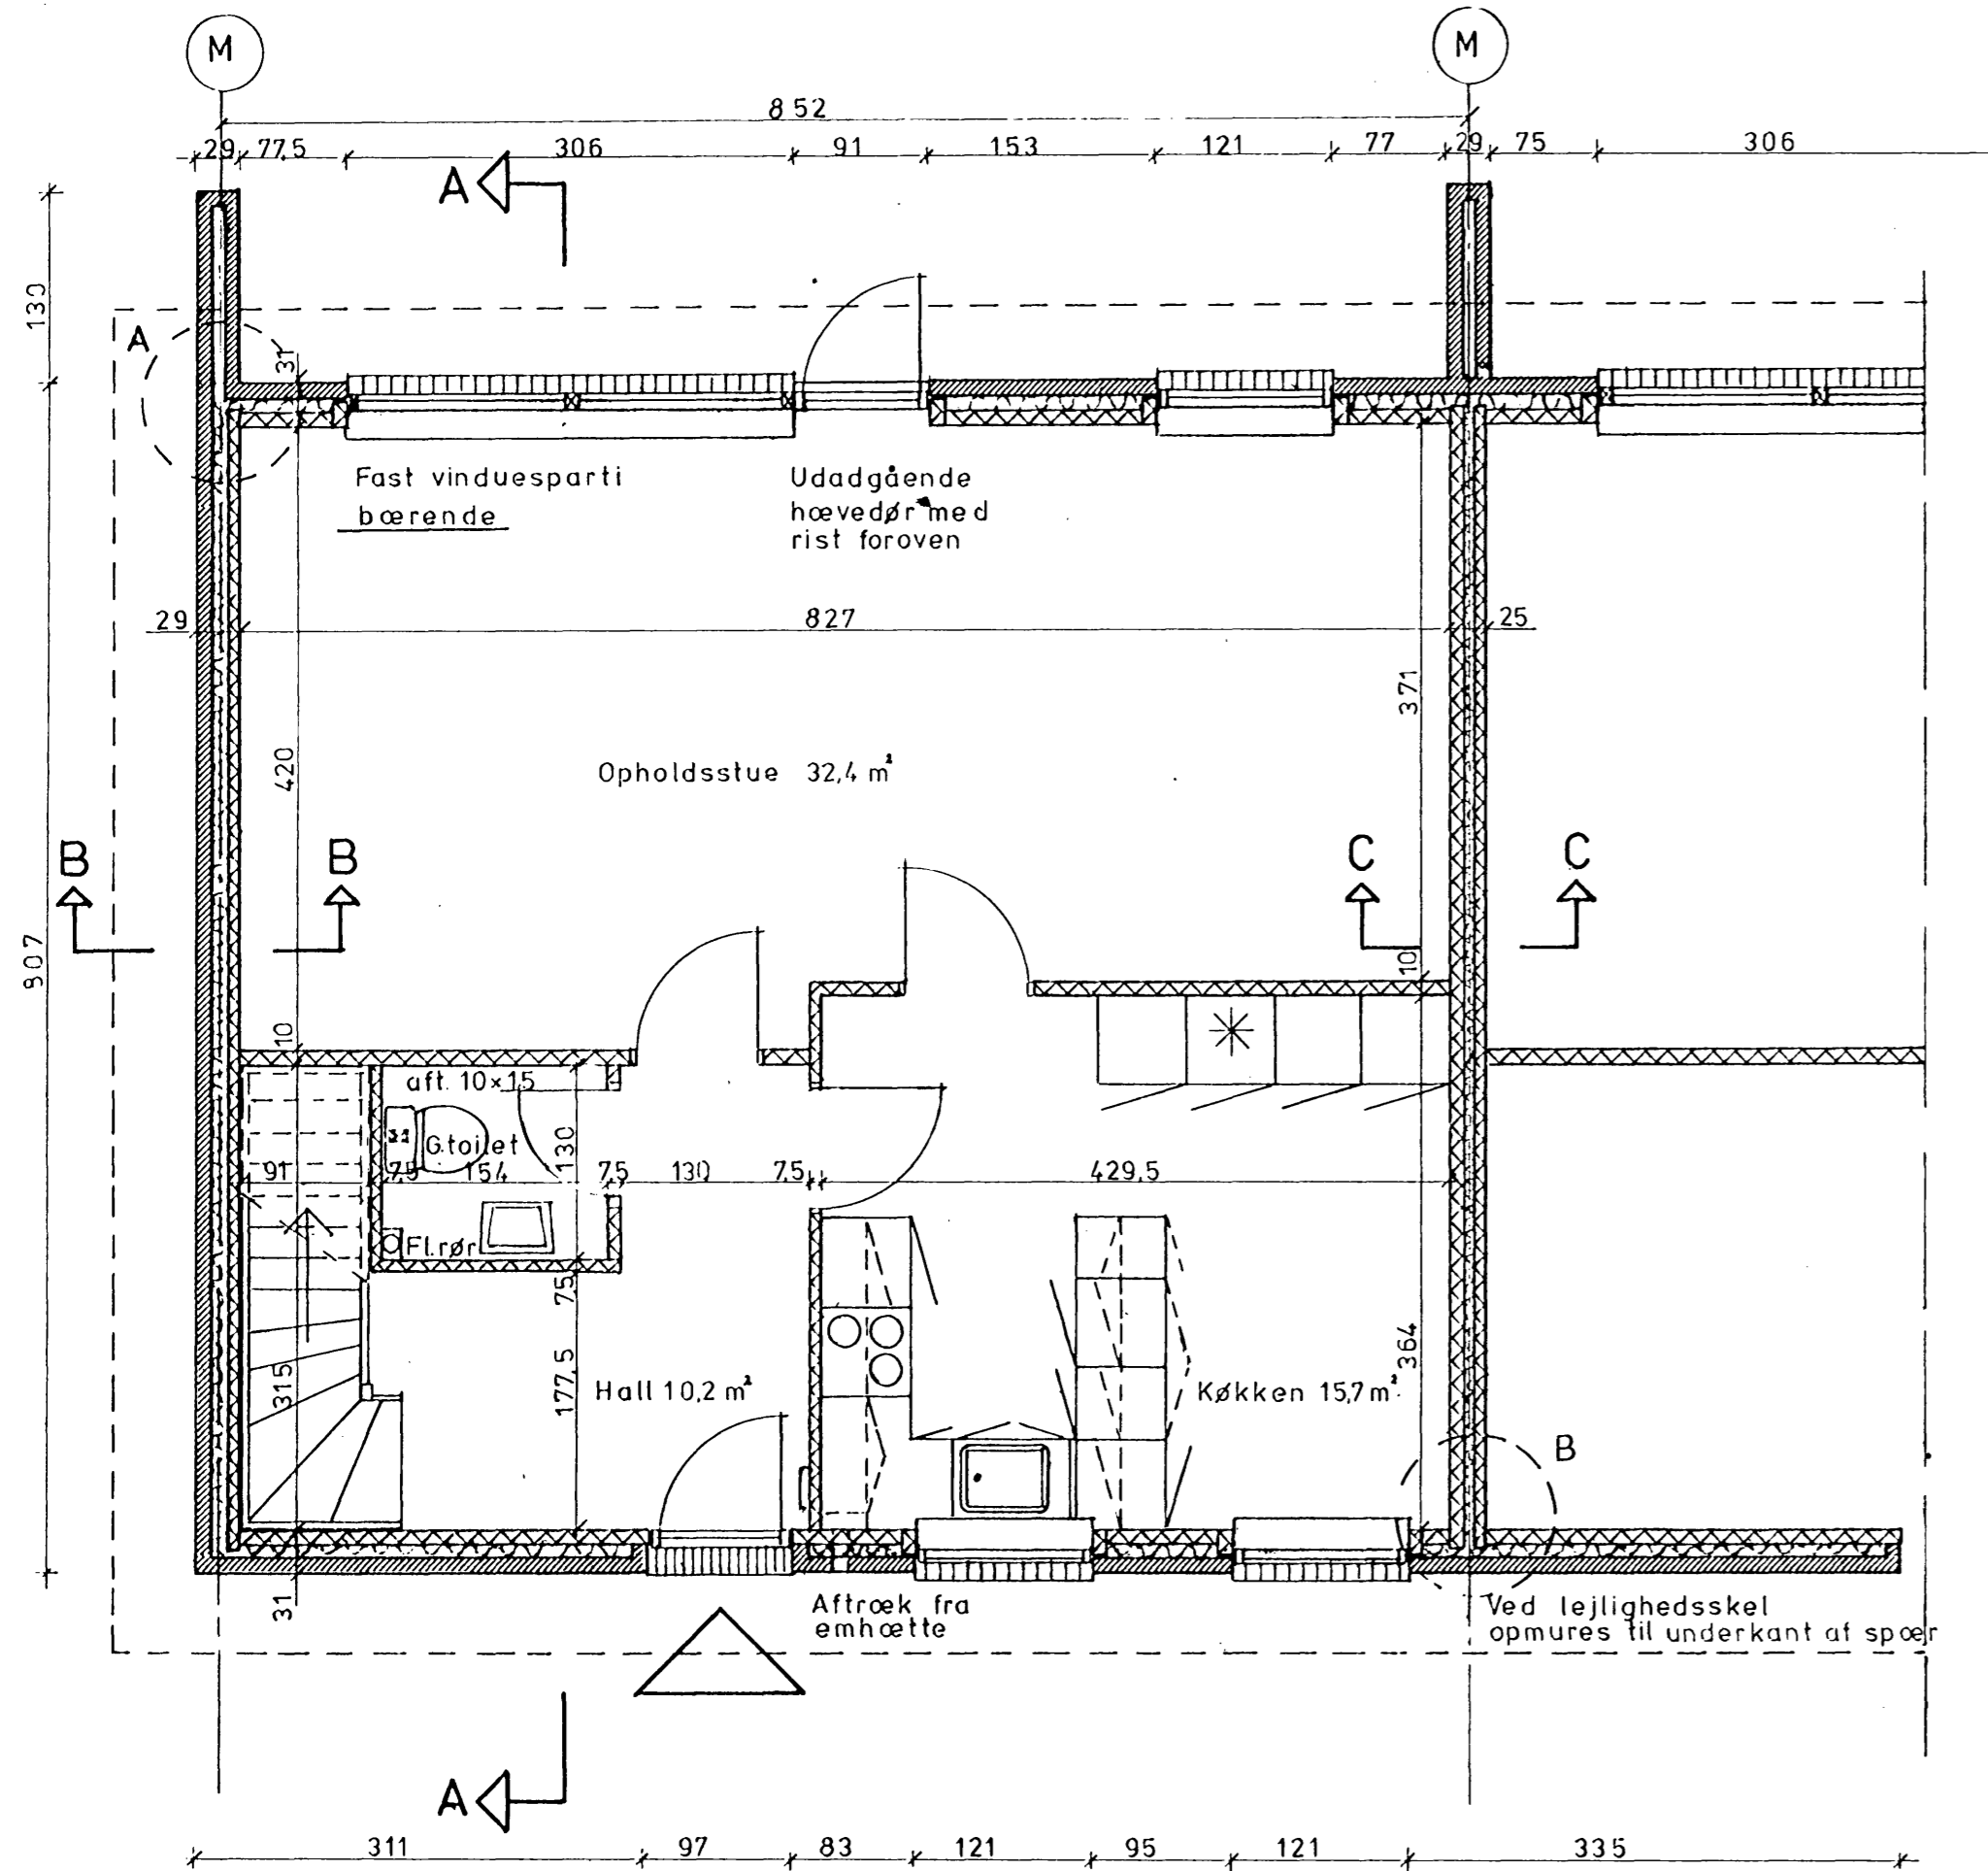 M
M
8 52
29 77,5 306 91 153 121 77 29 75 306
A
130
A
31
Fast vinduesparti
bærende
Udadgående
hævedør med
rist foroven
29
827
25
371
420
Opholdsstue 32,4 m²
B
B
C
C
907
10
10
aft. 10×15
G.toilet
130
91
7,5
154
7,5
130
7,5
429,5
Fl.rør
7,5
315
177,5
Hall 10,2 m²
364
Køkken 15,7 m²
B
31
Aftræk fra
emhætte
Ved lejlighedsskel
opmures til underkant af spær
A
311 97 83 121 95 121 335